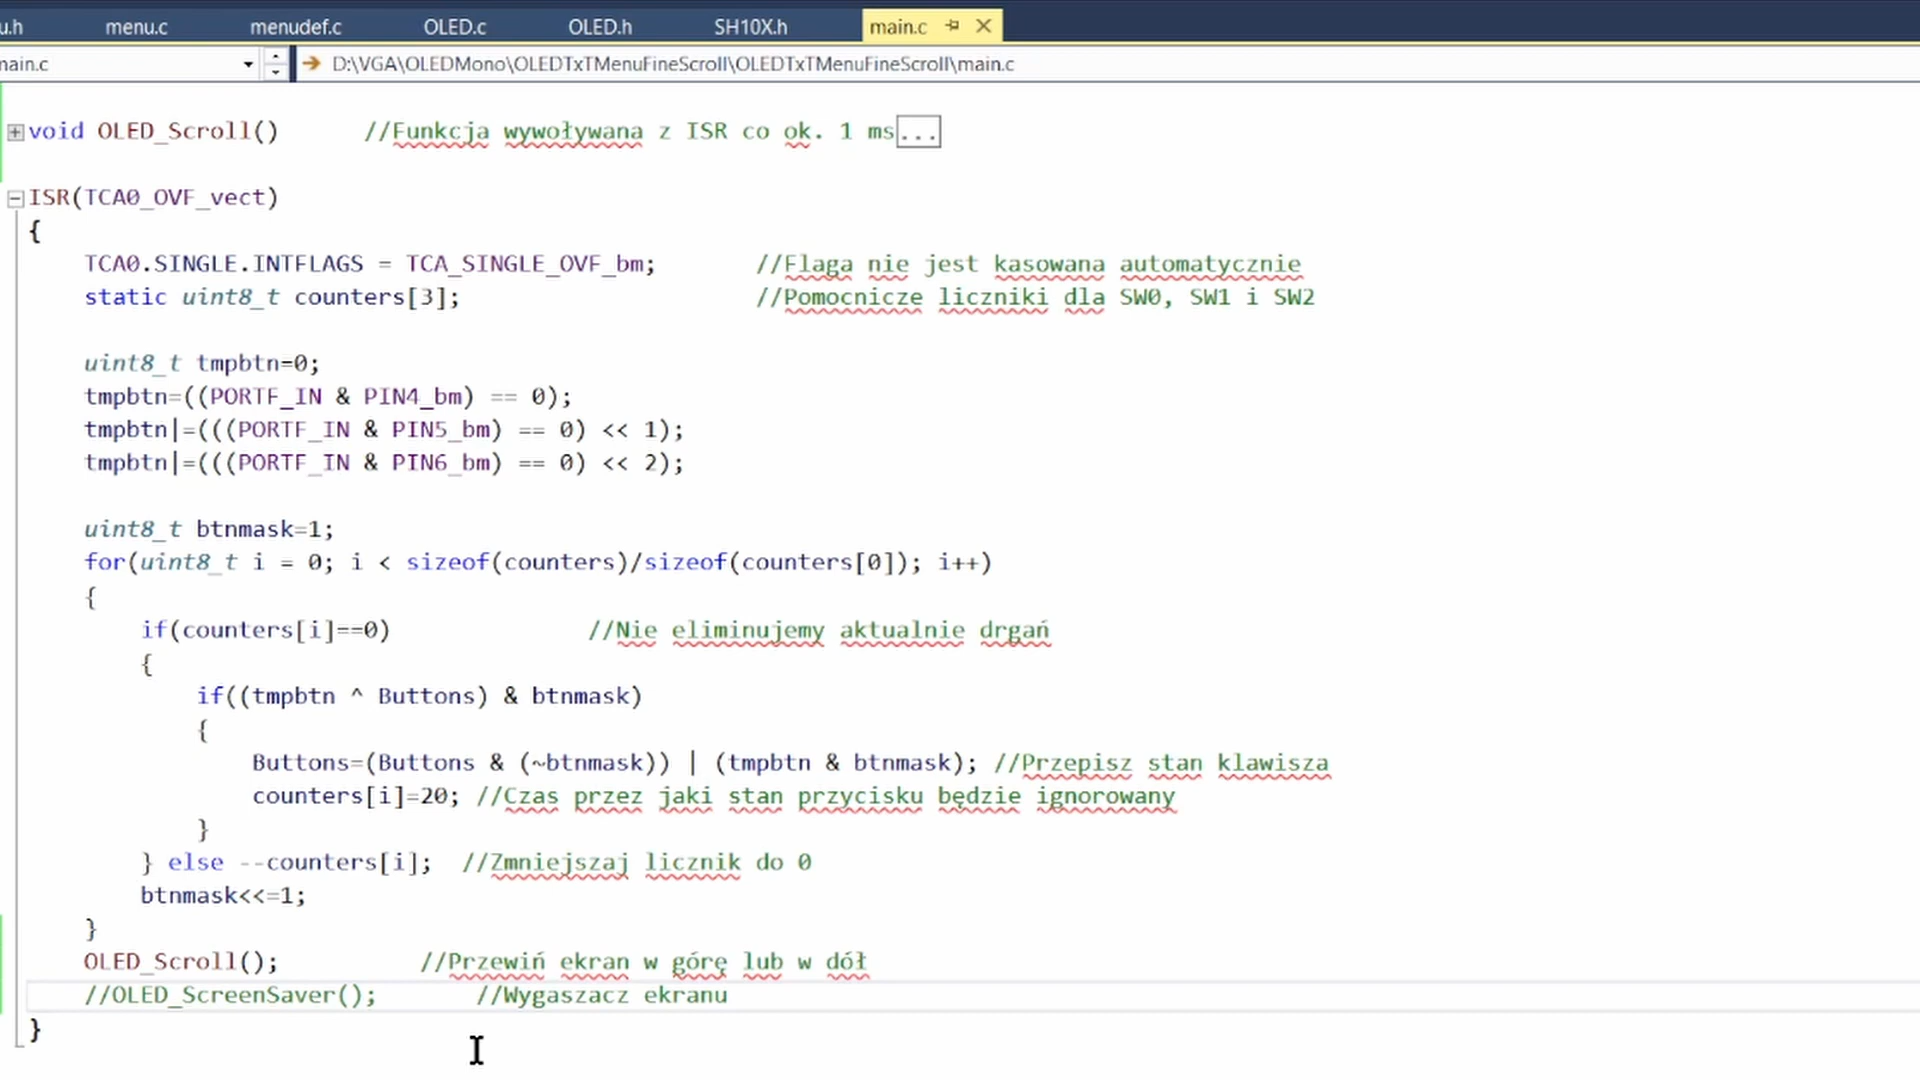 u.h menu.c menudef.c OLED.c OLED.h SH10X.h main.c
main.c D:\VGA\OLEDMono\OLEDTxTMenuFineScroll\OLEDTxTMenuFineScroll\main.c
void OLED_Scroll() //Funkcja wywoływana z ISR co ok. 1 ms...
ISR(TCA0_OVF_vect)
{
TCA0.SINGLE.INTFLAGS = TCA_SINGLE_OVF_bm; //Flaga nie jest kasowana automatycznie
static uint8_t counters[3]; //Pomocnicze liczniki dla SW0, SW1 i SW2
uint8_t tmpbtn=0;
tmpbtn=((PORTF_IN & PIN4_bm) == 0);
tmpbtn|=(((PORTF_IN & PIN5_bm) == 0) << 1);
tmpbtn|=(((PORTF_IN & PIN6_bm) == 0) << 2);
uint8_t btnmask=1;
for(uint8_t i = 0; i < sizeof(counters)/sizeof(counters[0]); i++)
{
if(counters[i]==0) //Nie eliminujemy aktualnie drgań
{
if((tmpbtn ^ Buttons) & btnmask)
{
Buttons=(Buttons & (~btnmask)) | (tmpbtn & btnmask); //Przepisz stan klawisza
counters[i]=20; //Czas przez jaki stan przycisku będzie ignorowany
}
} else --counters[i]; //Zmniejszaj licznik do 0
btnmask<<=1;
}
OLED_Scroll(); //Przewiń ekran w górę lub w dół
//OLED_ScreenSaver(); //Wygaszacz ekranu
}